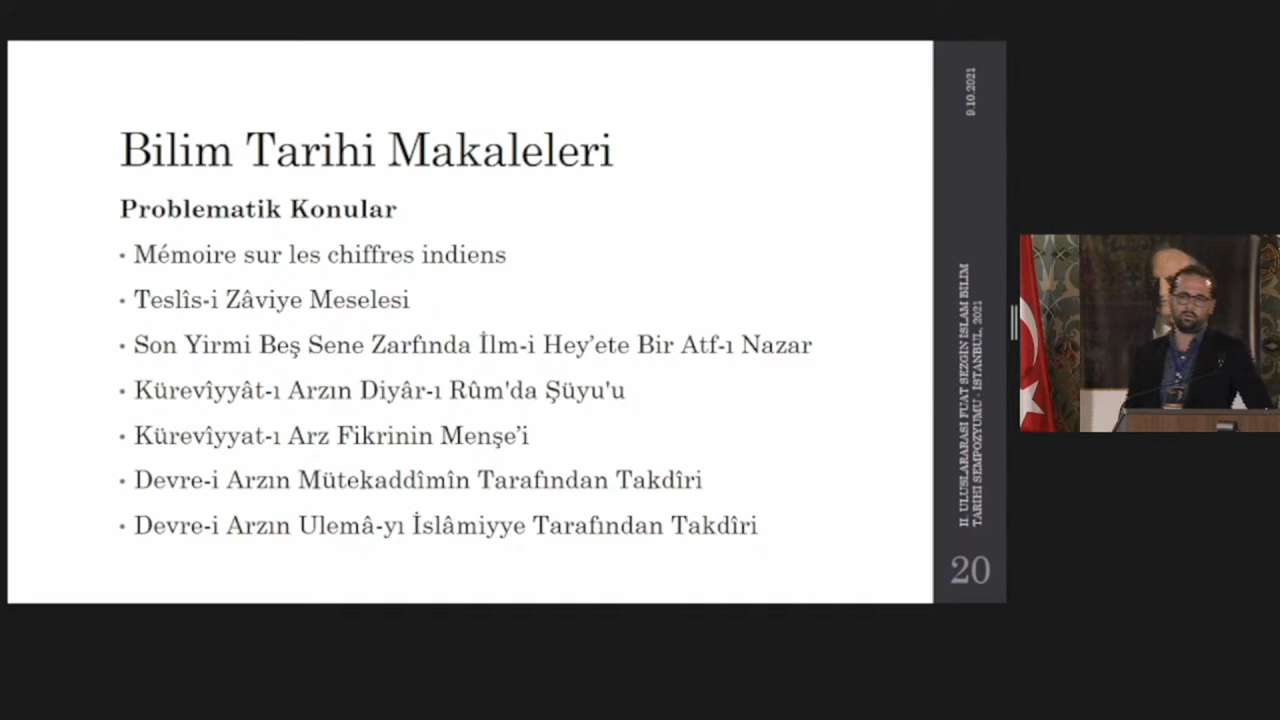 Bilim Tarihi Makaleleri
Problematik Konular
• Mémoire sur les chiffres indiens
• Teslîs-i Zâviye Meselesi
• Son Yirmi Beş Sene Zarfında İlm-i Hey’ete Bir Atf-ı Nazar
• Kürevîyyât-ı Arzın Diyâr-ı Rûm'da Şüyu'u
• Kürevîyyat-ı Arz Fikrinin Menşe’i
• Devre-i Arzın Mütekaddîmîn Tarafından Takdîri
• Devre-i Arzın Ulemâ-yı İslâmiyye Tarafından Takdîri
9.10.2021
II. ULUSLARARASI FUAT SEZGİN İSLAM BİLİM
TARİHİ SEMPOZYUMU - İSTANBUL, 2021
20